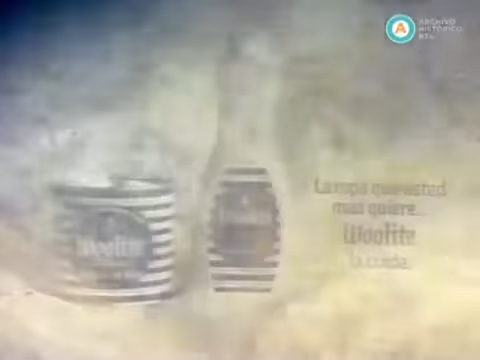 ARCHIVO
HISTÓRICO
RTA
La ropa que usted
más quiere...
Woolite
la cuida.
Woolite